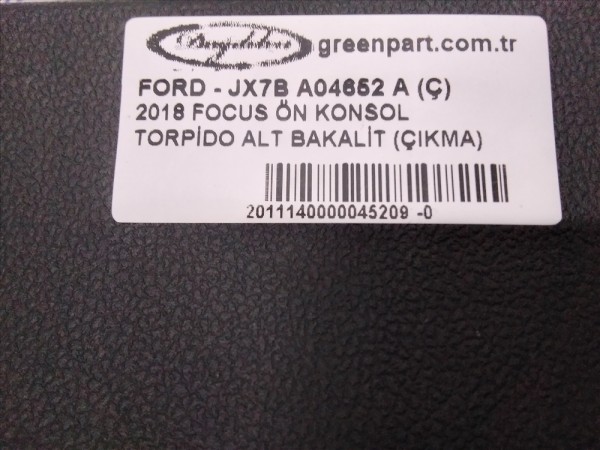 greenpart.com.tr
FORD - JX7B A04652 A (Ç)
2018 FOCUS ÖN KONSOL
TORPİDO ALT BAKALİT (ÇIKMA)
2011140000045209 -0